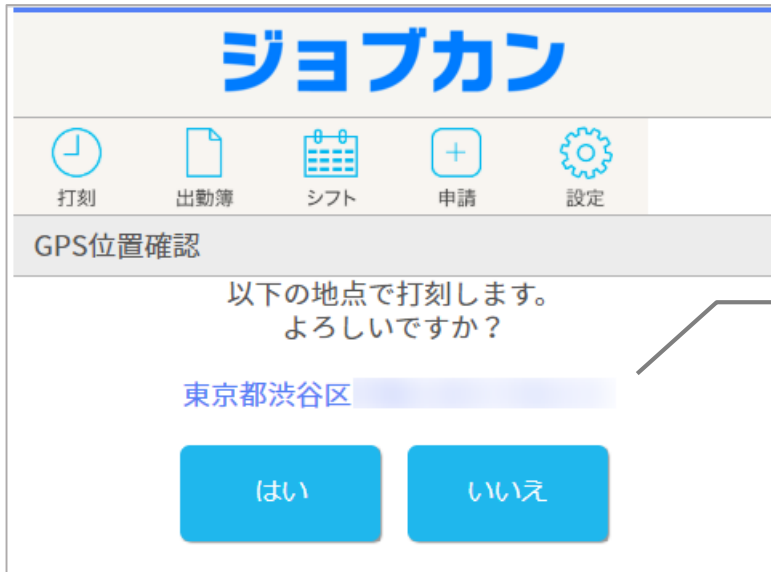 ジョブカン
打刻 出勤簿 シフト 申請 設定
GPS位置確認
以下の地点で打刻します。
よろしいですか？
東京都渋谷区
はい いいえ